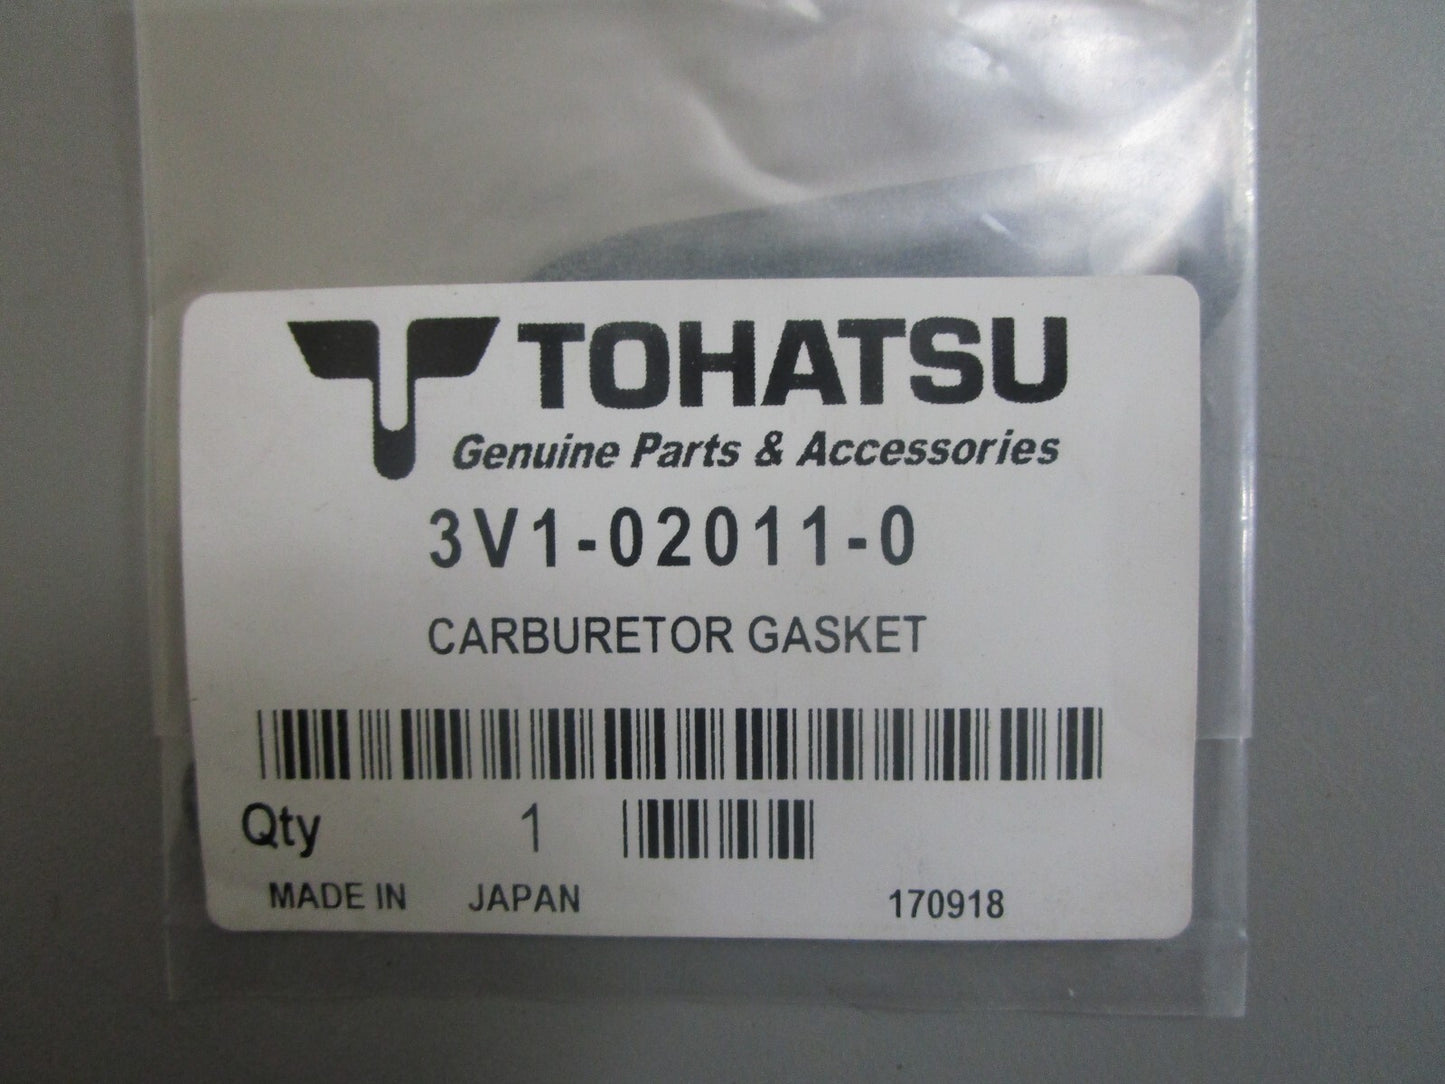 TOHATSU
Genuine Parts & Accessories
3V1-02011-0
CARBURETOR GASKET
Qty 1
MADE IN JAPAN 170918